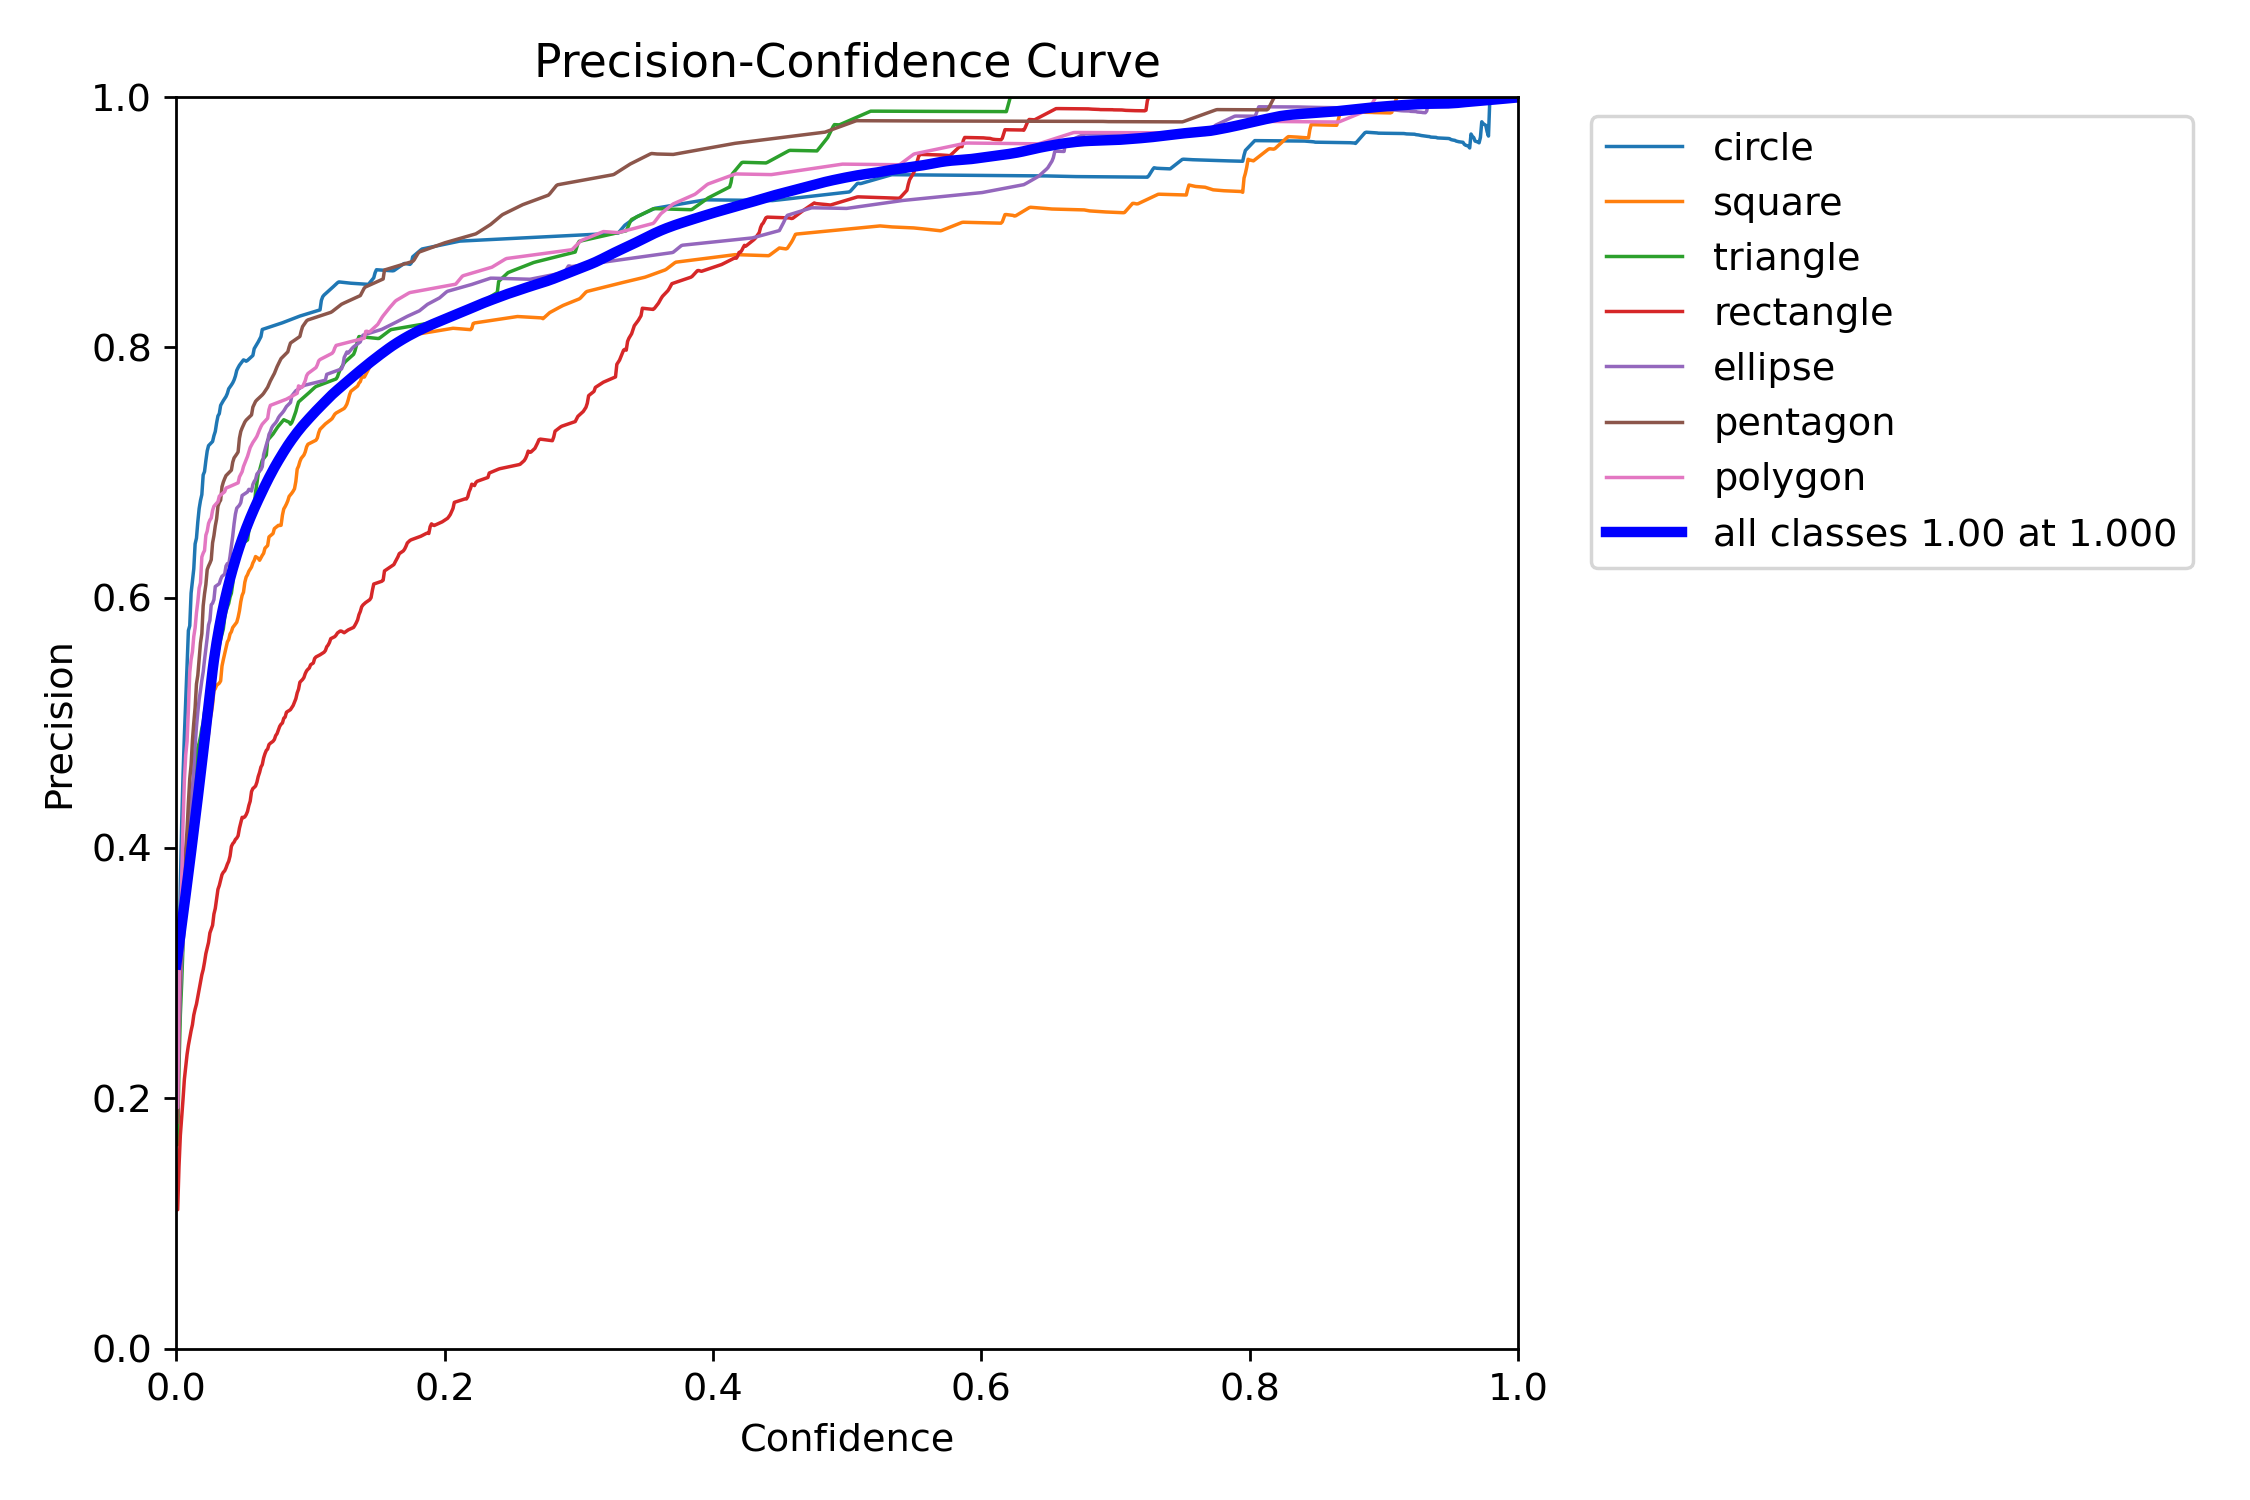 Precision-Confidence Curve
1.0
0.8
0.6
0.4
0.2
0.0
Precision
0.0 0.2 0.4 0.6 0.8 1.0
Confidence
circle
square
triangle
rectangle
ellipse
pentagon
polygon
all classes 1.00 at 1.000